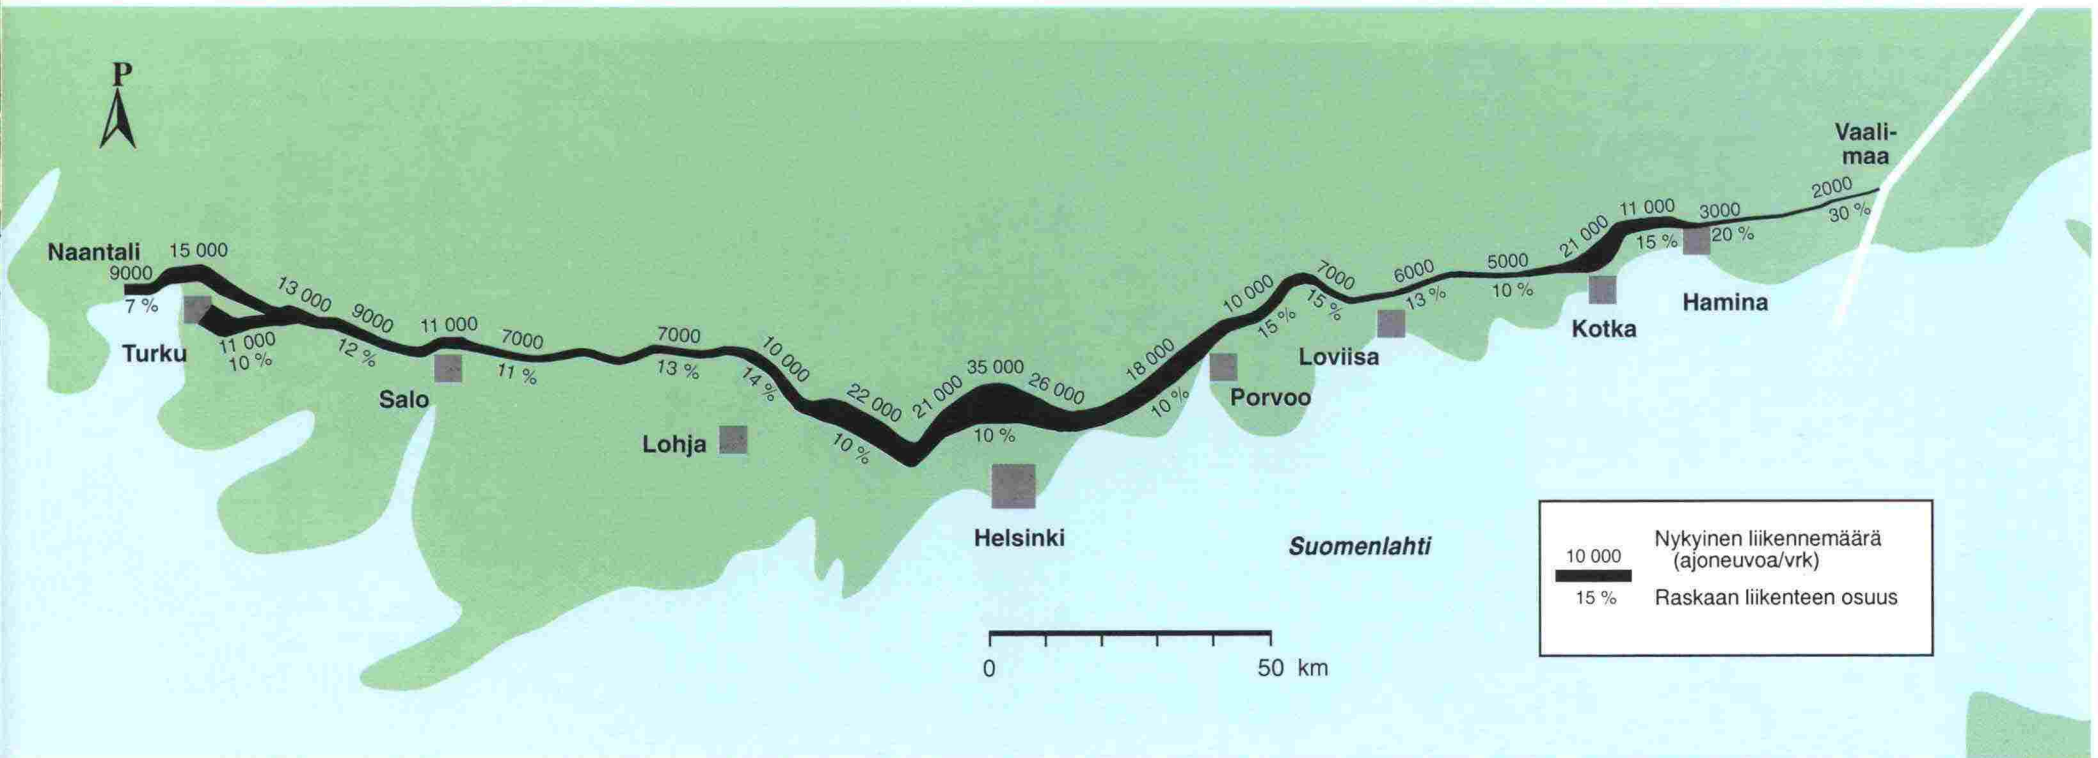 P
Naantali
9000
7 %
15 000
Turku
11 000
10 %
13 000
9000
12 %
11 000
Salo
7000
11 %
7000
13 %
Lohja
10 000
14 %
22 000
10 %
21 000
35 000
10 %
26 000
Helsinki
18 000
10 %
Porvoo
10 000
15 %
7000
15 %
Loviisa
6000
13 %
5000
10 %
21 000
Kotka
11 000
15 %
Hamina
3000
20 %
2000
30 %
Vaali-
maa
Suomenlahti
0
50 km
10 000
Nykyinen liikennemäärä
(ajoneuvoa/vrk)
15 %
Raskaan liikenteen osuus